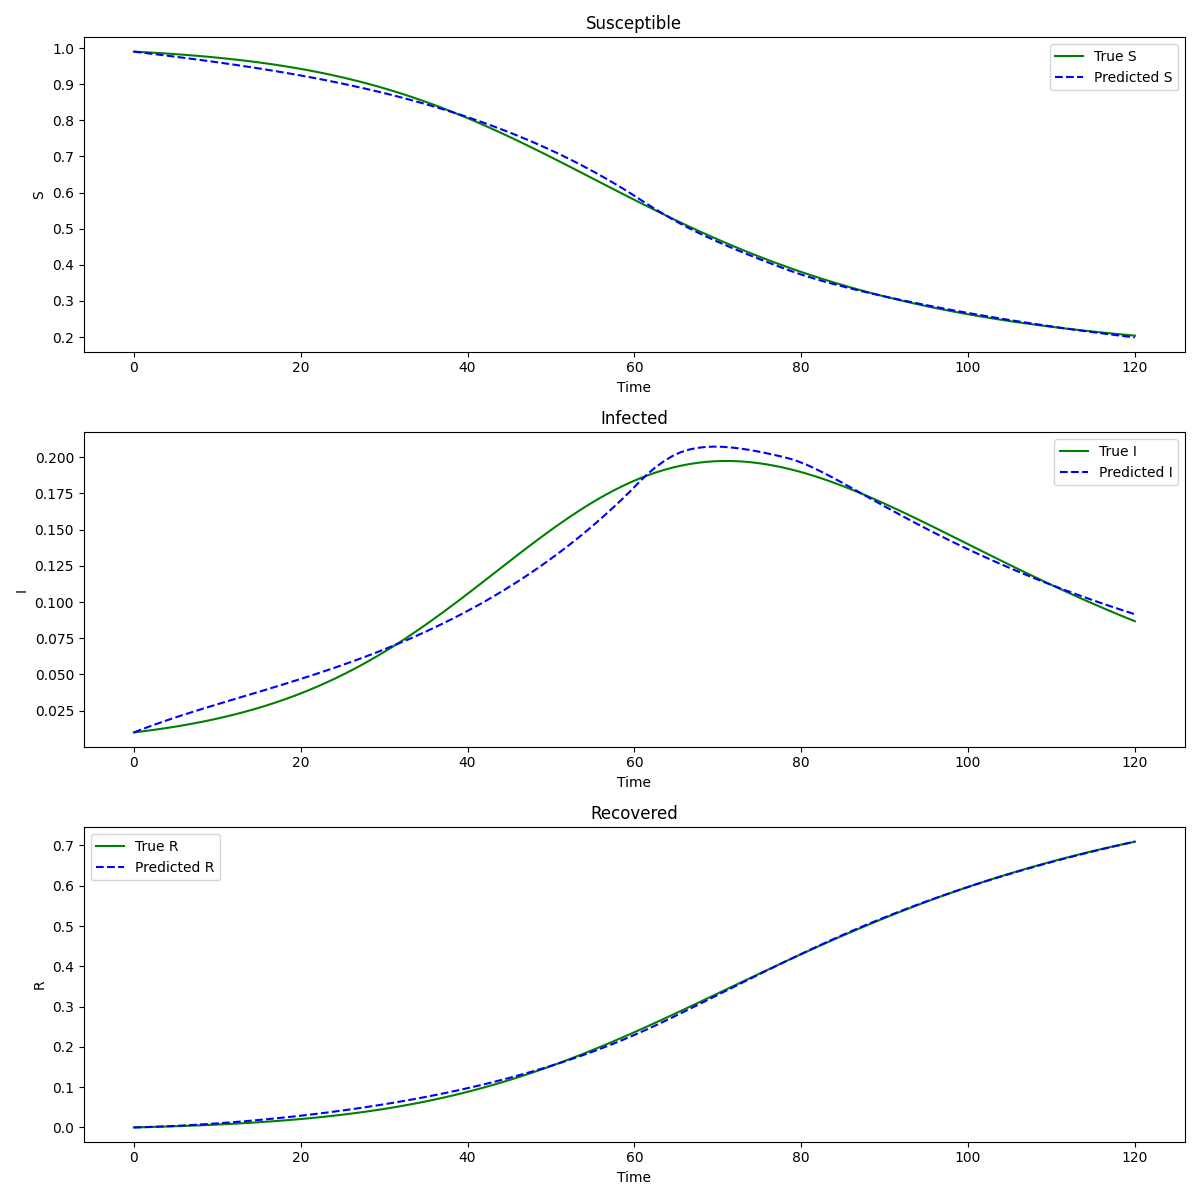 Susceptible
1.0
0.9
0.8
0.7
0.6
0.5
0.4
0.3
0.2
S
True S
Predicted S
0 20 40 60 80 100 120
Time
Infected
0.200
0.175
0.150
0.125
0.100
0.075
0.050
0.025
I
True I
Predicted I
0 20 40 60 80 100 120
Time
Recovered
0.7
0.6
0.5
0.4
0.3
0.2
0.1
0.0
R
True R
Predicted R
0 20 40 60 80 100 120
Time